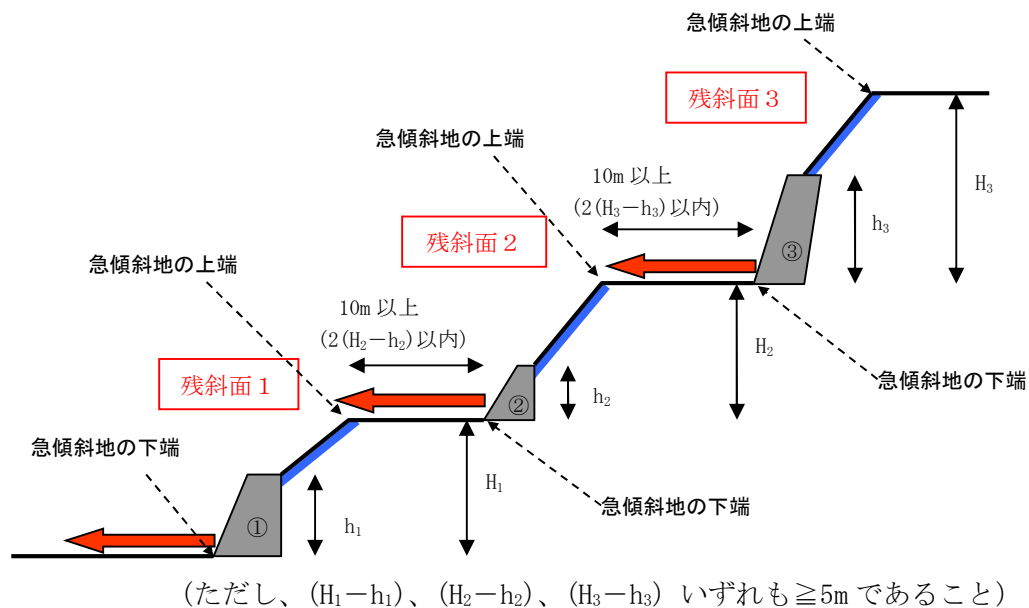 急傾斜地の上端
残斜面３
急傾斜地の上端
10m 以上
(2(H₃－h₃)以内)
H₃
h₃
残斜面２
③
急傾斜地の上端
10m 以上
(2(H₂－h₂)以内)
H₂
急傾斜地の下端
残斜面１
②
h₂
急傾斜地の下端
H₁
急傾斜地の下端
①
h₁
(ただし、(H₁－h₁)、(H₂－h₂)、(H₃－h₃) いずれも≧5m であること)